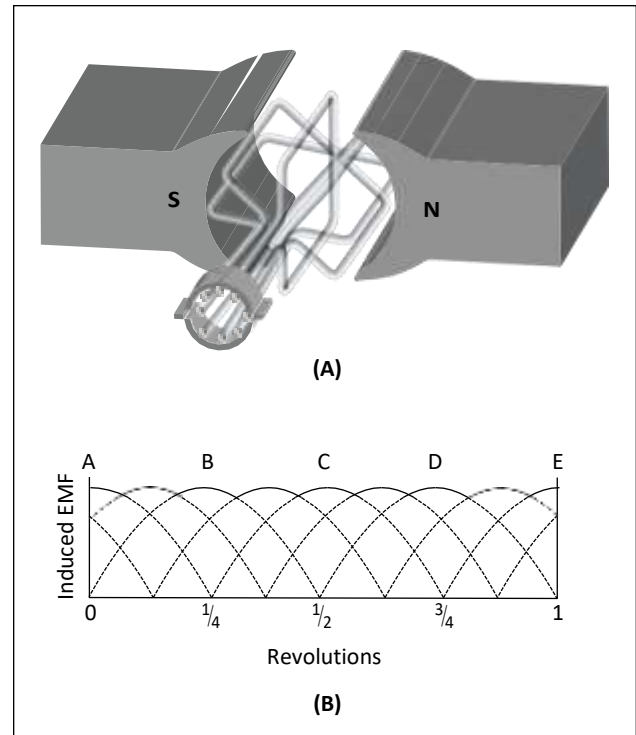 S
N
(A)
A B C D E
Induced EMF
0 1/4 1/2 3/4 1
Revolutions
(B)